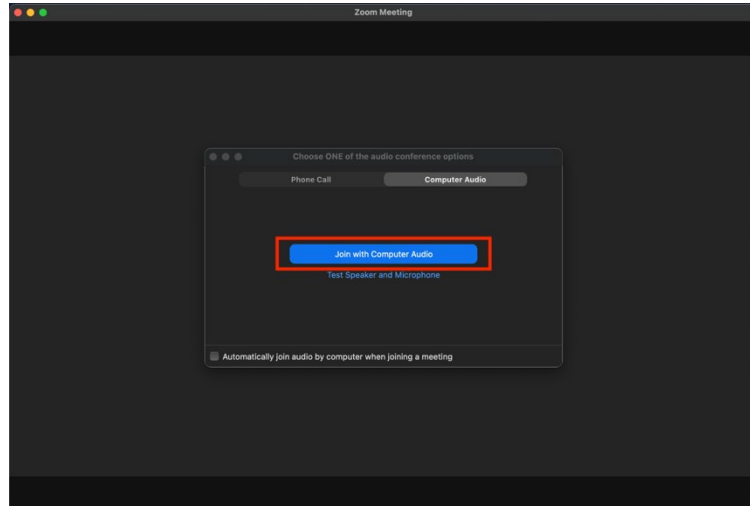 Zoom Meeting
Choose ONE of the audio conference options
Phone Call
Computer Audio
Join with Computer Audio
Test Speaker and Microphone
Automatically join audio by computer when joining a meeting